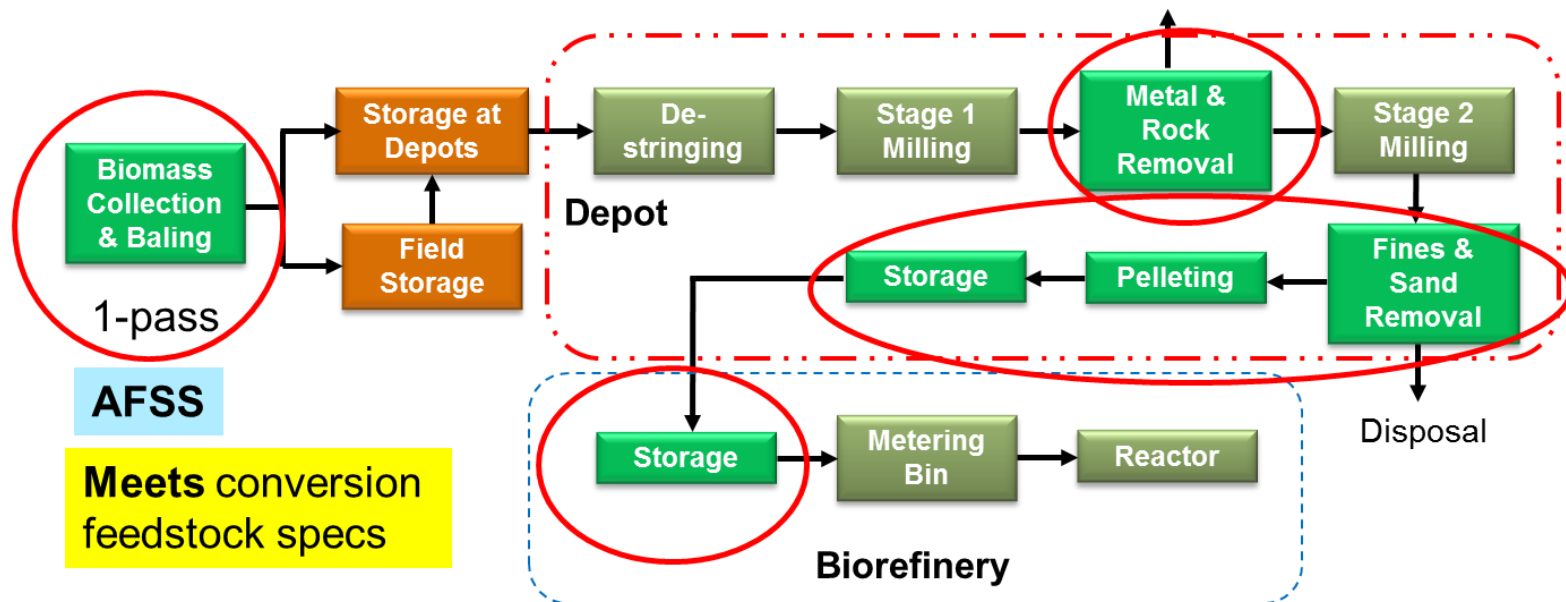 Biomass
Collection
& Baling
1-pass
AFSS
Meets conversion
feedstock specs
Storage at
Depots
Field
Storage
Depot
De-
stringing
Stage 1
Milling
Metal &
Rock
Removal
Stage 2
Milling
Fines &
Sand
Removal
Disposal
Pelleting
Storage
Storage
Metering
Bin
Reactor
Biorefinery